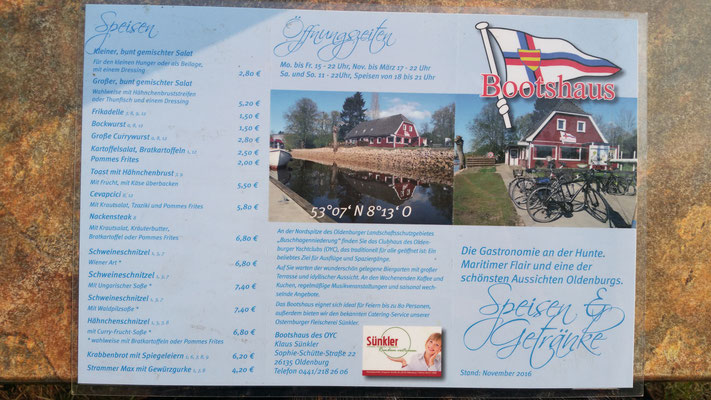 Speisen
Kleiner, bunt gemischter Salat
Für den kleinen Hunger oder als Beilage,
mit einem Dressing 2,80 €
Großer, bunt gemischter Salat
Wahlweise mit Hähnchenbruststreifen
oder Thunfisch und einem Dressing 5,20 €
Frikadelle 1,50 €
Bockwurst 1,50 €
Große Currywurst 2,80 €
Kartoffelsalat, Bratkartoffeln 2,50 €
Pommes Frites 2,00 €
Toast mit Hähnchenbrust
Mit Frucht, mit Käse überbacken 5,50 €
Cevapcici
Mit Krautsalat, Tzaziki und Pommes Frites 5,80 €
Nackensteak
Mit Krautsalat, Kräuterbutter,
Bratkartoffel oder Pommes Frites 6,80 €
Schweineschnitzel
Wiener Art * 6,80 €
Schweineschnitzel
Mit Ungarischer Soße * 7,40 €
Schweineschnitzel
Mit Waldpilzsoße * 7,40 €
Hähnchenschnitzel
mit Curry-Frucht-Soße * 6,80 €
* wahlweise mit Bratkartoffeln oder Pommes Frites
Krabbenbrot mit Spiegeleiern 6,20 €
Strammer Max mit Gewürzgurke 4,20 €
Öffnungszeiten
Mo. bis Fr. 15 - 22 Uhr, Nov. bis März 17 - 22 Uhr
Sa. und So. 11 - 22Uhr, Speisen von 18 bis 21 Uhr
53°07' N 8°13' O
An der Nordspitze des Oldenburger Landschaftsschutzgebietes
"Buschhagenniederung" finden Sie das Clubhaus des Olden-
burger Yachtclubs (OYC), das traditionell für alle geöffnet ist: Ein
beliebtes Ziel für Ausflüge und Spaziergänge.
Auf Sie warten der wunderschön gelegene Biergarten mit großer
Terrasse und idyllischer Aussicht. An den Wochenenden Kaffee und
Kuchen, regelmäßige Musikveranstaltungen und saisonal wech-
selnde Angebote.
Das Bootshaus eignet sich ideal für Feiern bis zu 80 Personen,
außerdem bieten wir den bekannten Catering-Service unserer
Oldenburger Fleischerei Sünkler.
Bootshaus des OYC
Klaus Sünkler
Sophie-Schütte-Straße 22
26135 Oldenburg
Telefon 0441/218 26 06
Sünkler
Bootshaus
Die Gastronomie an der Hunte.
Maritimer Flair und eine der
schönsten Aussichten Oldenburgs.
Speisen &
Getränke
Stand: November 2016